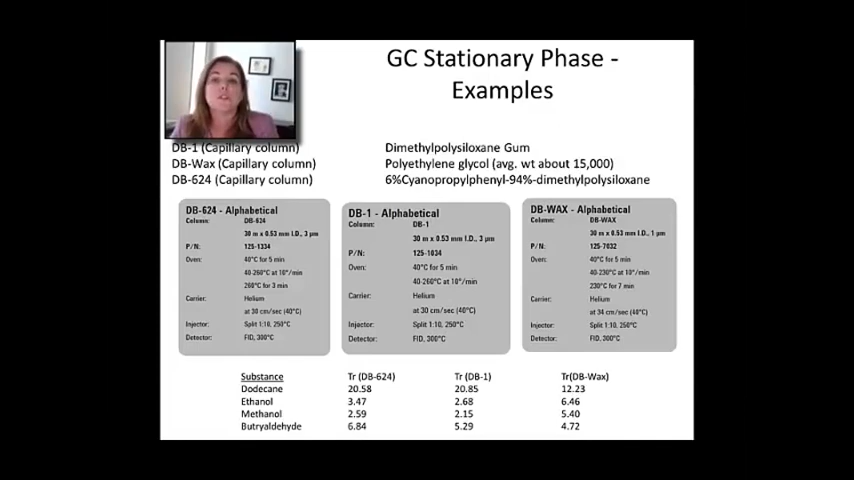 GC Stationary Phase -
Examples
DB-1 (Capillary column) Dimethylpolysiloxane Gum
DB-Wax (Capillary column) Polyethylene glycol (avg. wt about 15,000)
DB-624 (Capillary column) 6%Cyanopropylphenyl-94%-dimethylpolysiloxane
DB-624 - Alphabetical
Column: DB-624
30 m x 0.53 mm I.D., 3 µm
P/N: 125-1334
Oven: 40°C for 5 min
40-260°C at 10°/min
260°C for 3 min
Carrier: Helium
at 30 cm/sec (40°C)
Injector: Split 1:10, 250°C
Detector: FID, 300°C
DB-1 - Alphabetical
Column: DB-1
30 m x 0.53 mm I.D., 3 µm
P/N: 125-1034
Oven: 40°C for 5 min
40-260°C at 10°/min
Carrier: Helium
at 30 cm/sec (40°C)
Injector: Split 1:10, 250°C
Detector: FID, 300°C
DB-WAX - Alphabetical
Column: DB-WAX
30 m x 0.53 mm I.D., 1 µm
P/N: 125-7032
Oven: 40°C for 5 min
40-230°C at 10°/min
230°C for 7 min
Carrier: Helium
at 34 cm/sec (40°C)
Injector: Split 1:10, 250°C
Detector: FID, 300°C
Substance Tr (DB-624) Tr (DB-1) Tr(DB-Wax)
Dodecane 20.58 20.85 12.23
Ethanol 3.47 2.68 6.46
Methanol 2.59 2.15 5.40
Butryaldehyde 6.84 5.29 4.72